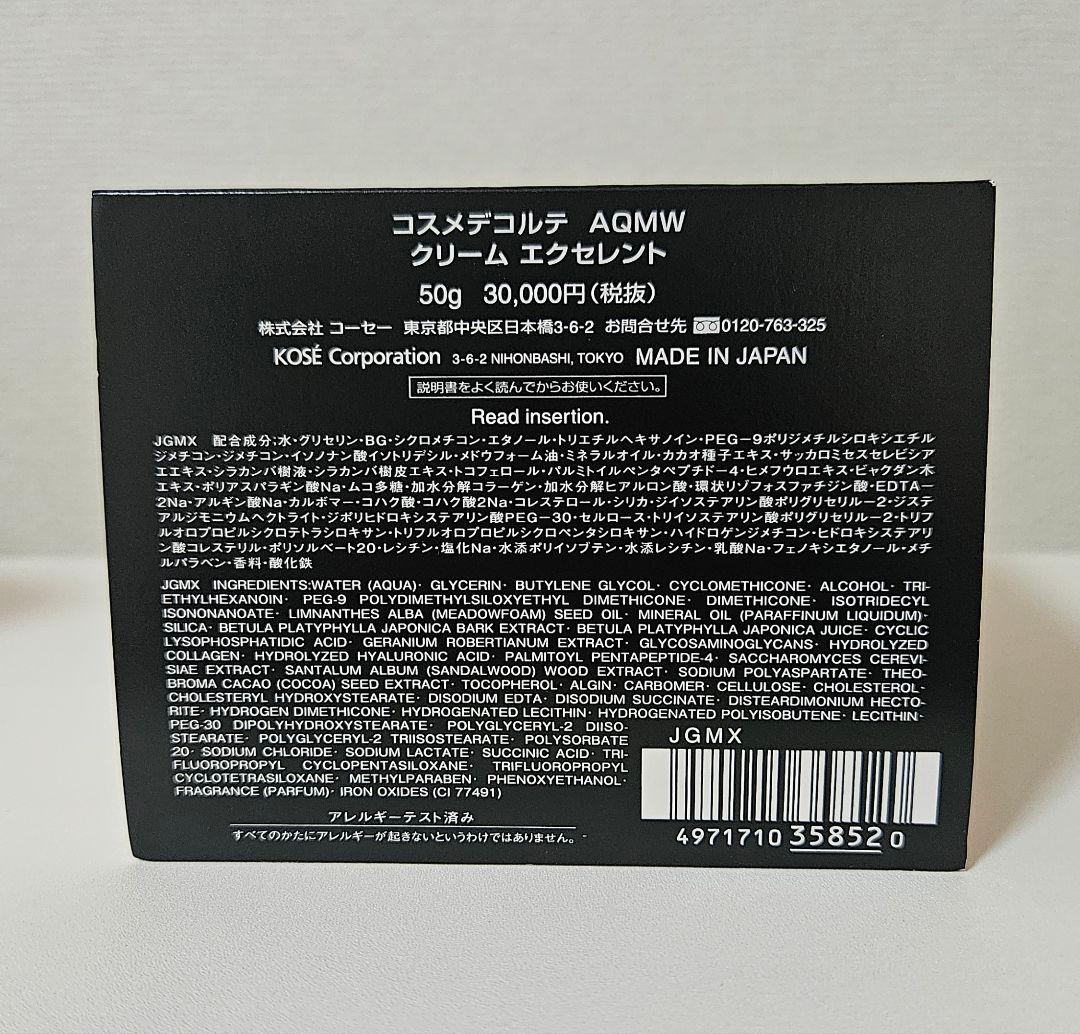 コスメデコルテ AQMW
クリーム エクセレント
50g 30,000円(税抜)
株式会社 コーセー 東京都中央区日本橋3-6-2 お問合せ先 0120-763-325
KOSÉ Corporation 3-6-2 NIHONBASHI, TOKYO MADE IN JAPAN
説明書をよく読んでからお使いください。
Read insertion.
JGMX 配合成分:水・グリセリン・BG・シクロメチコン・エタノール・トリエチルヘキサノイン・PEG-9ポリジメチルシロキシエチル
ジメチコン・ジメチコン・イソノナン酸イソトリデシル・メドウフォーム油・ミネラルオイル・カカオ種子エキス・サッカロミセスセレビシア
エエキス・シラカンバ樹液・シラカンバ樹皮エキス・トコフェロール・パルミトイルペンタペプチド-4・ヒメフウロエキス・ビャクダン木
エキス・ポリアスパラギン酸Na・ムコ多糖・加水分解コラーゲン・加水分解ヒアルロン酸・環状リゾフォスファチジン酸・EDTA-
2Na・アルギン酸Na・カルボマー・コハク酸・コハク酸2Na・コレステロール・シリカ・ジイソステアリン酸ポリグリセリル-2・ジステ
アルジモニウムヘクトライト・ジポリヒドロキシステアリン酸PEG-30・セルロース・トリイソステアリン酸ポリグリセリル-2・トリフ
ルオロプロピルシクロテトラシロキサン・トリフルオロプロピルシクロペンタシロキサン・ハイドロゲンジメチコン・ヒドロキシステアリ
ン酸コレステリル・ポリソルベート20・レシチン・塩化Na・水添ポリイソブテン・水添レシチン・乳酸Na・フェノキシエタノール・メチ
ルパラベン・香料・酸化鉄
JGMX INGREDIENTS:WATER (AQUA)· GLYCERIN· BUTYLENE GLYCOL· CYCLOMETHICONE· ALCOHOL· TRI-
ETHYLHEXANOIN· PEG-9 POLYDIMETHYLSILOXYETHYL DIMETHICONE· DIMETHICONE· ISOTRIDECYL
ISONONANOATE· LIMNANTHES ALBA (MEADOWFOAM) SEED OIL· MINERAL OIL (PARAFFINUM LIQUIDUM)·
SILICA· BETULA PLATYPHYLLA JAPONICA BARK EXTRACT· BETULA PLATYPHYLLA JAPONICA JUICE· CYCLIC
LYSOPHOSPHATIDIC ACID· GERANIUM ROBERTIANUM EXTRACT· GLYCOSAMINOGLYCANS· HYDROLYZED
COLLAGEN· HYDROLYZED HYALURONIC ACID· PALMITOYL PENTAPEPTIDE-4· SACCHAROMYCES CEREVI-
SIAE EXTRACT· SANTALUM ALBUM (SANDALWOOD) WOOD EXTRACT· SODIUM POLYASPARTATE· THEO-
BROMA CACAO (COCOA) SEED EXTRACT· TOCOPHEROL· ALGIN· CARBOMER· CELLULOSE· CHOLESTEROL·
CHOLESTERYL HYDROXYSTEARATE· DISODIUM EDTA· DISODIUM SUCCINATE· DISTEARDIMONIUM HECTO-
RITE· HYDROGEN DIMETHICONE· HYDROGENATED LECITHIN· HYDROGENATED POLYISOBUTENE· LECITHIN·
PEG-30 DIPOLYHYDROXYSTEARATE· POLYGLYCERYL-2 DIISO-
STEARATE· POLYGLYCERYL-2 TRIISOSTEARATE· POLYSORBATE
20· SODIUM CHLORIDE· SODIUM LACTATE· SUCCINIC ACID· TRI-
FLUOROPROPYL CYCLOPENTASILOXANE· TRIFLUOROPROPYL
CYCLOTETRASILOXANE· METHYLPARABEN· PHENOXYETHANOL·
FRAGRANCE (PARFUM)· IRON OXIDES (CI 77491)
アレルギーテスト済み
すべてのかたにアレルギーが起きないというわけではありません。
JGMX
4971710 358520